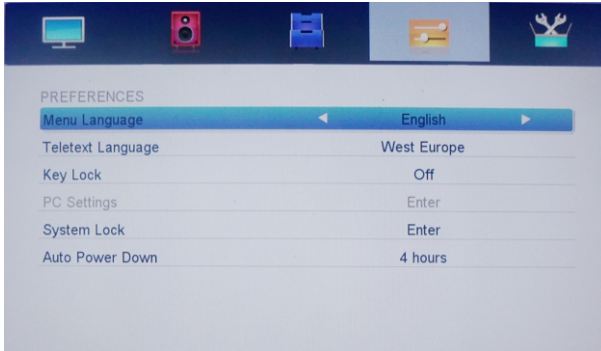 PREFERENCES
Menu Language English
Teletext Language West Europe
Key Lock Off
PC Settings Enter
System Lock Enter
Auto Power Down 4 hours